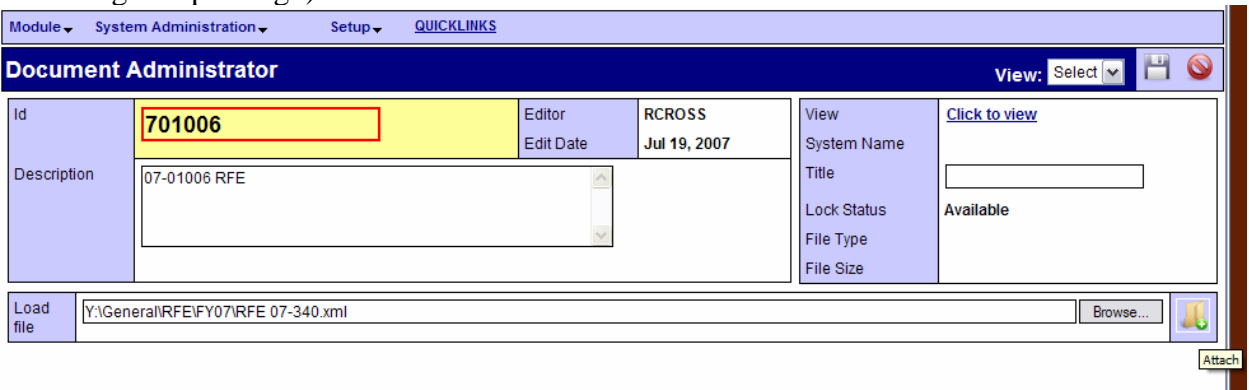 Module System Administration Setup QUICKLINKS
Document Administrator View: Select
Id 701006 Editor RCROSS View Click to view
Edit Date Jul 19, 2007 System Name
Description 07-01006 RFE Title
Lock Status Available
File Type
File Size
Load file Y:\General\RFE\FY07\RFE 07-340.xml Browse...
Attach